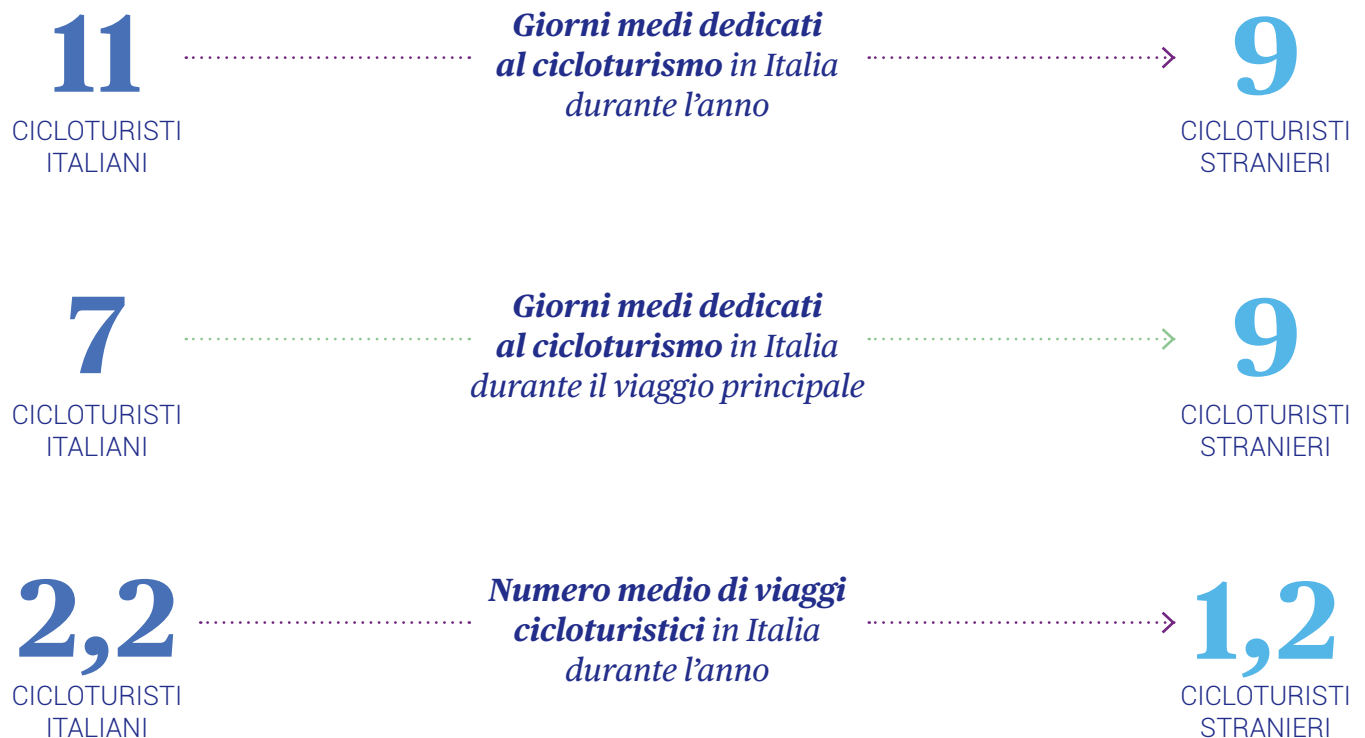 11
CICLOTURISTI
ITALIANI
Giorni medi dedicati
al cicloturismo in Italia
durante l’anno
9
CICLOTURISTI
STRANIERI
7
CICLOTURISTI
ITALIANI
Giorni medi dedicati
al cicloturismo in Italia
durante il viaggio principale
9
CICLOTURISTI
STRANIERI
2,2
CICLOTURISTI
ITALIANI
Numero medio di viaggi
cicloturistici in Italia
durante l’anno
1,2
CICLOTURISTI
STRANIERI